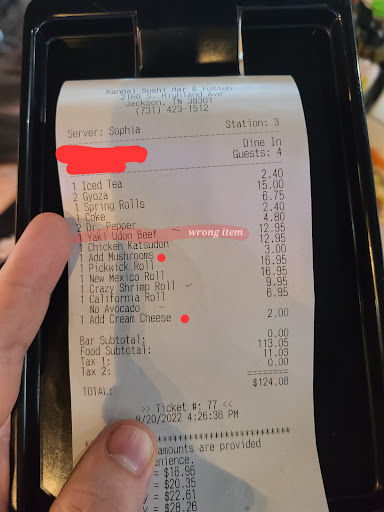 Kanpai Sushi Bar & Fusion
2166 S. Highland Ave
Jackson, TN 38301
(731) 423-1512
Server: Sophia Station: 3
Dine In
Guests: 4
1 Iced Tea 2.40
2 Gyoza 15.00
1 Spring Rolls 6.75
1 Coke 2.40
2 Dr. Pepper 4.80
1 Yaki Udon Beef wrong item 12.95
1 Chicken Katsudon 12.95
1 Add Mushrooms 3.00
1 Pickwick Roll 16.95
1 New Mexico Roll 16.95
1 Crazy Shrimp Roll 9.95
1 California Roll 6.95
No Avocado
1 Add Cream Cheese 2.00
Bar Subtotal: 0.00
Food Subtotal: 113.05
Tax 1: 11.03
Tax 2: 0.00
========
TOTAL: $124.08
>> Ticket #: 77 <<
8/20/2022 4:26:38 PM
****************************
amounts are provided
enience.
= $16.96
= $20.35
= $22.61
= $28.26